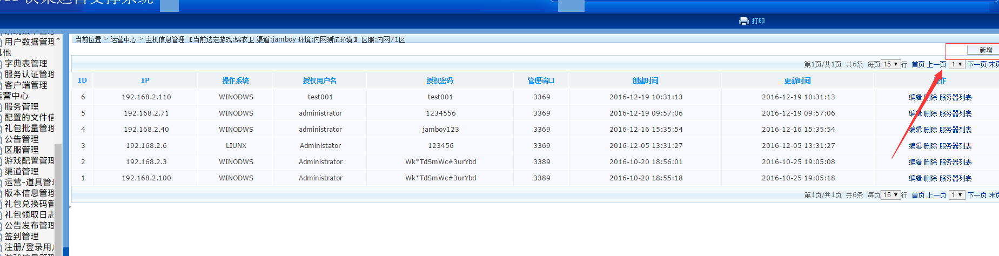 打印
当前位置 > 运营中心 > 主机信息管理 【当前选定游戏:锦衣卫 渠道:jamboy 环境:内网测试环境】 区服:内网71区
新增
第1页/共1页 共6条 每页 15 行 首页 上一页 1 下一页 末页
ID IP 操作系统 授权用户名 授权密码 管理端口 创建时间 更新时间 操作
6 192.168.2.110 WINODWS test001 test001 3369 2016-12-19 10:31:13 2016-12-19 10:31:13 编辑 删除 服务器列表
5 192.168.2.71 WINODWS administrator 1234556 3369 2016-12-19 09:57:06 2016-12-19 09:57:06 编辑 删除 服务器列表
4 192.168.2.40 WINODWS administrator jamboy123 3369 2016-12-16 15:35:54 2016-12-16 15:35:54 编辑 删除 服务器列表
3 192.168.2.6 LIUNX Administator 123456 3369 2016-12-05 13:31:27 2016-12-05 13:31:27 编辑 删除 服务器列表
2 192.168.2.3 WINODWS Administrator Wk*TdSmWc#3urYbd 3389 2016-10-20 18:56:01 2016-10-25 19:05:08 编辑 删除 服务器列表
1 192.168.2.100 WINODWS Administrator Wk*TdSmWc#3urYbd 3389 2016-10-20 18:55:18 2016-10-25 19:05:18 编辑 删除 服务器列表
第1页/共1页 共6条 每页 15 行 首页 上一页 1 下一页 末页
用户数据管理
其他
字典表管理
服务认证管理
客户端管理
运营中心
服务管理
配置的文件信
礼包批量管理
公告管理
区服管理
游戏配置管理
渠道管理
运营-道具管理
版本信息管理
礼包兑换码管
礼包领取日志
公告发布管理
签到管理
注册/登录用户